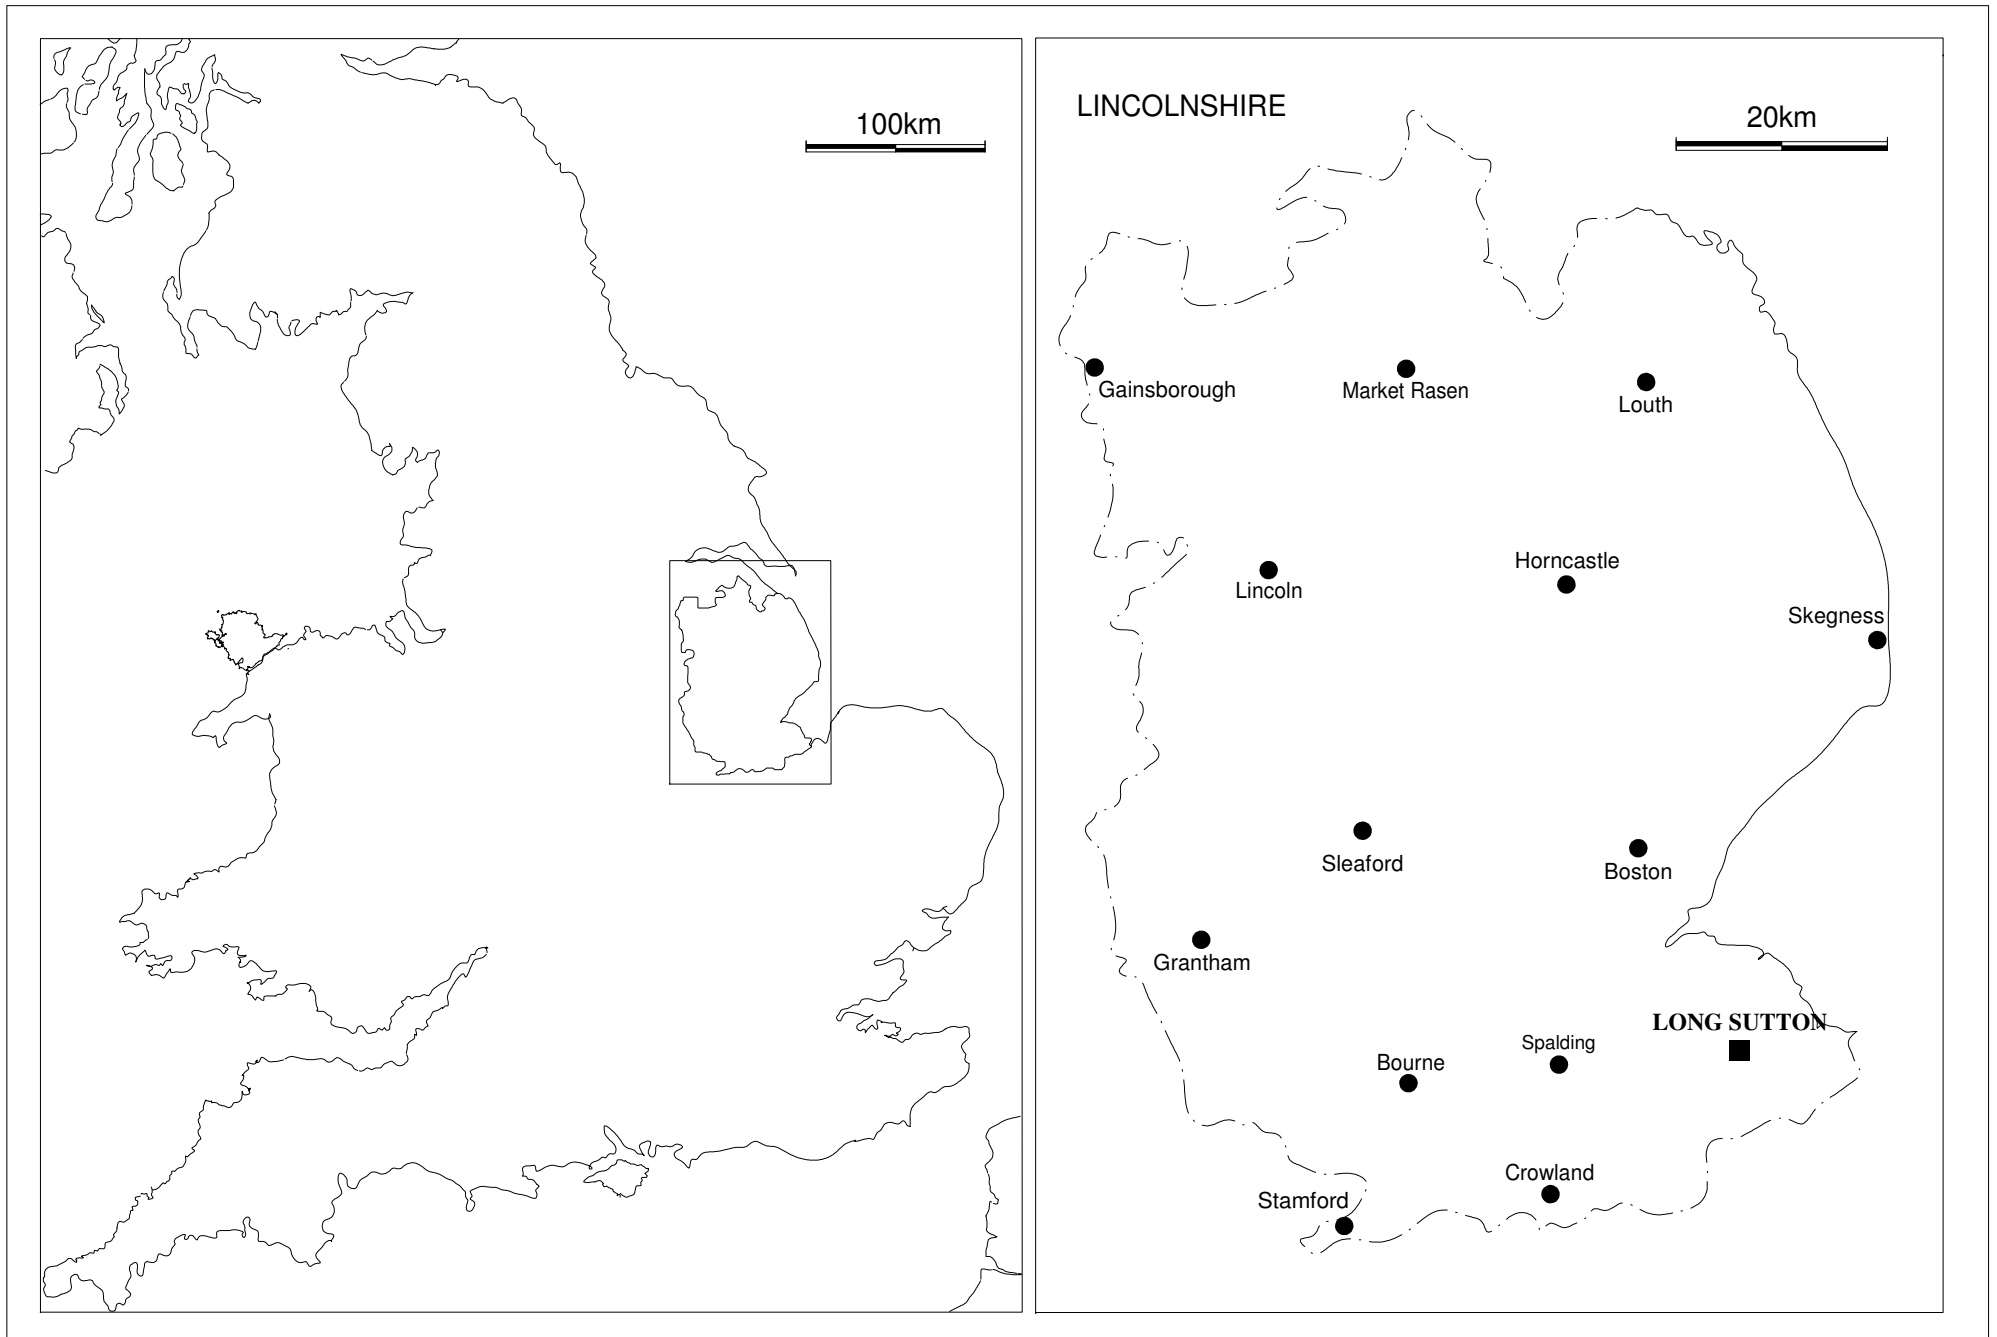 100km
LINCOLNSHIRE
20km
Gainsborough
Market Rasen
Louth
Lincoln
Horncastle
Skegness
Sleaford
Boston
Grantham
LONG SUTTON
Spalding
Bourne
Crowland
Stamford